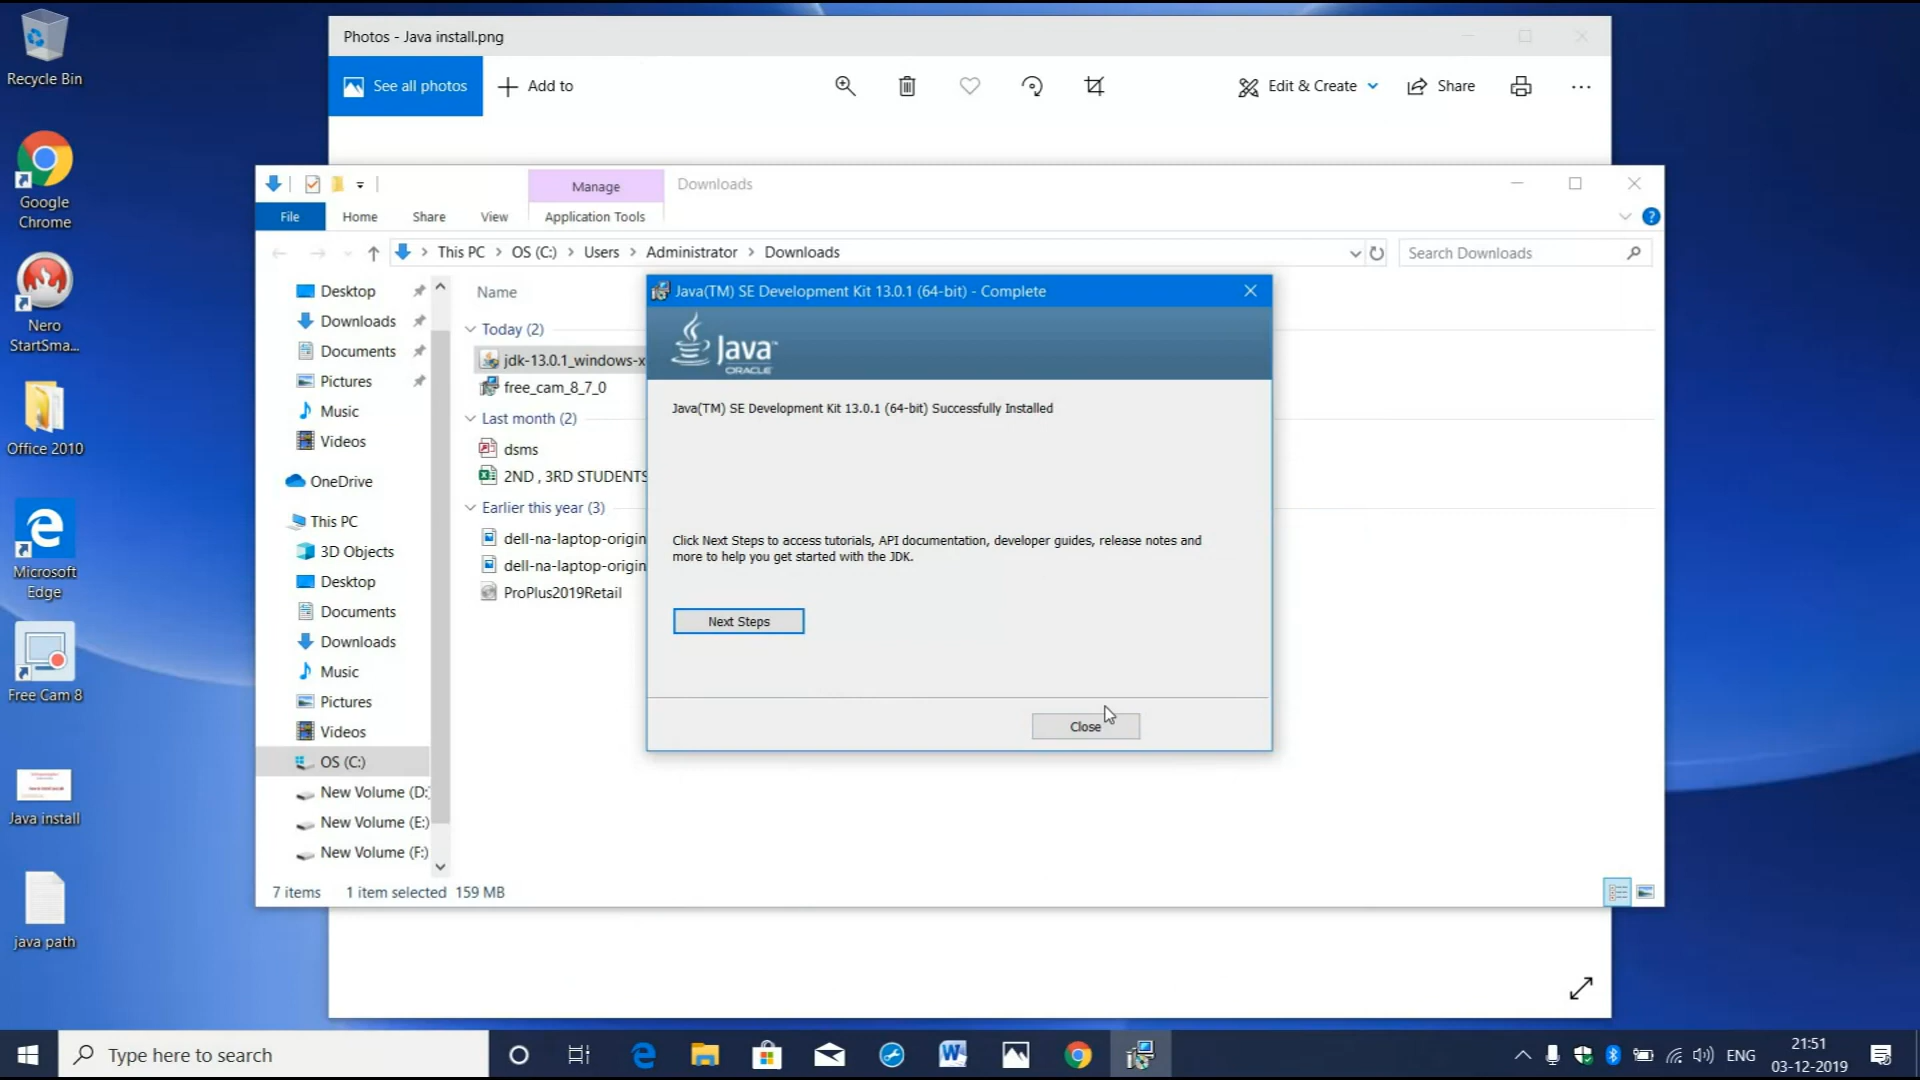 Recycle Bin
Google
Chrome
Nero
StartSma...
Office 2010
Microsoft
Edge
Free Cam 8
Java install
java path
Photos - Java install.png
See all photos
Add to
Edit & Create
Share
Manage
Downloads
File
Home
Share
View
Application Tools
This PC > OS (C:) > Users > Administrator > Downloads
Search Downloads
Desktop
Downloads
Documents
Pictures
Music
Videos
OneDrive
This PC
3D Objects
Desktop
Documents
Downloads
Music
Pictures
Videos
OS (C:)
New Volume (D:)
New Volume (E:)
New Volume (F:)
Name
Today (2)
jdk-13.0.1_windows-x
free_cam_8_7_0
Last month (2)
dsms
2ND , 3RD STUDENTS
Earlier this year (3)
dell-na-laptop-origin
dell-na-laptop-origin
ProPlus2019Retail
7 items
1 item selected 159 MB
Java(TM) SE Development Kit 13.0.1 (64-bit) - Complete
Java™
ORACLE
Java(TM) SE Development Kit 13.0.1 (64-bit) Successfully Installed
Click Next Steps to access tutorials, API documentation, developer guides, release notes and
more to help you get started with the JDK.
Next Steps
Close
Type here to search
ENG
21:51
03-12-2019